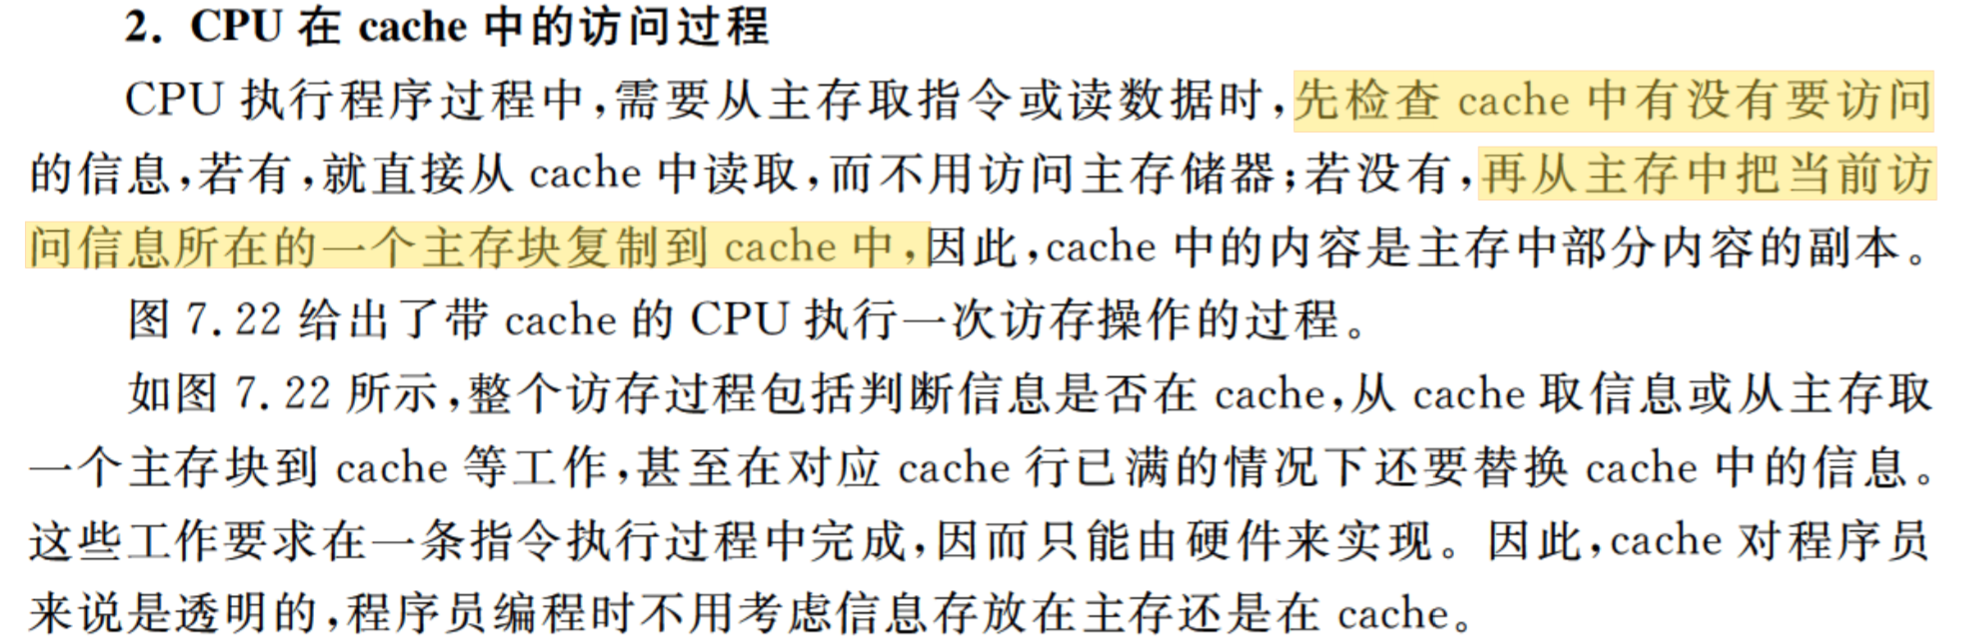 2. CPU 在 cache 中的访问过程
CPU 执行程序过程中,需要从主存取指令或读数据时,先检查 cache 中有没有要访问
的信息,若有,就直接从 cache 中读取,而不用访问主存储器;若没有,再从主存中把当前访
问信息所在的一个主存块复制到 cache 中,因此,cache 中的内容是主存中部分内容的副本。
图 7.22 给出了带 cache 的 CPU 执行一次访存操作的过程。
如图 7.22 所示,整个访存过程包括判断信息是否在 cache,从 cache 取信息或从主存取
一个主存块到 cache 等工作,甚至在对应 cache 行已满的情况下还要替换 cache 中的信息。
这些工作要求在一条指令执行过程中完成,因而只能由硬件来实现。因此,cache 对程序员
来说是透明的,程序员编程时不用考虑信息存放在主存还是在 cache。